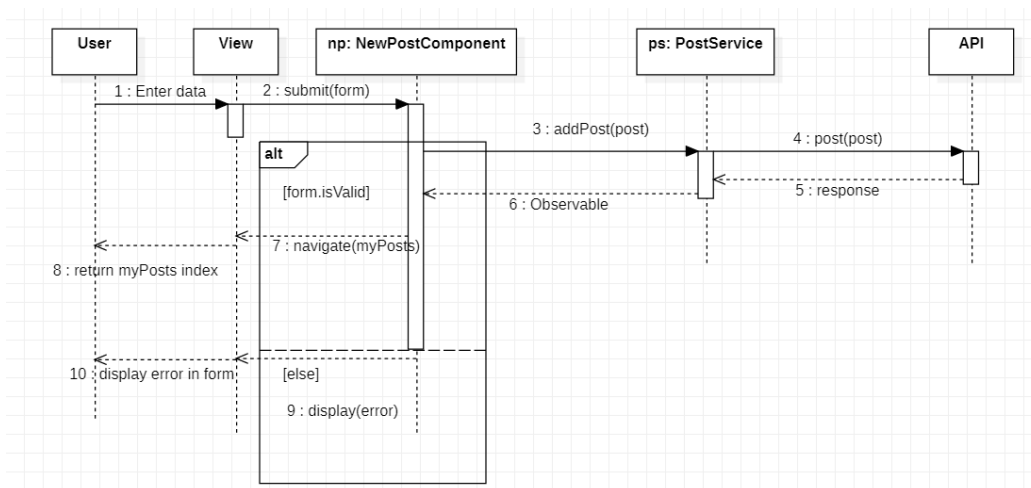 User
View
np: NewPostComponent
ps: PostService
API
1 : Enter data
2 : submit(form)
3 : addPost(post)
4 : post(post)
alt
[form.isValid]
5 : response
6 : Observable
7 : navigate(myPosts)
8 : return myPosts index
10 : display error in form
[else]
9 : display(error)